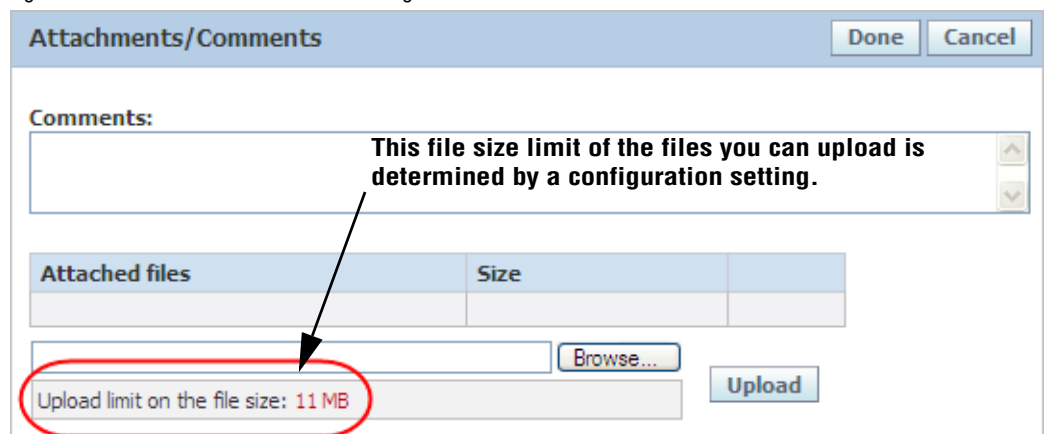 Attachments/Comments
Done
Cancel
Comments:
This file size limit of the files you can upload is
determined by a configuration setting.
Attached files
Size
Browse...
Upload limit on the file size: 11 MB
Upload